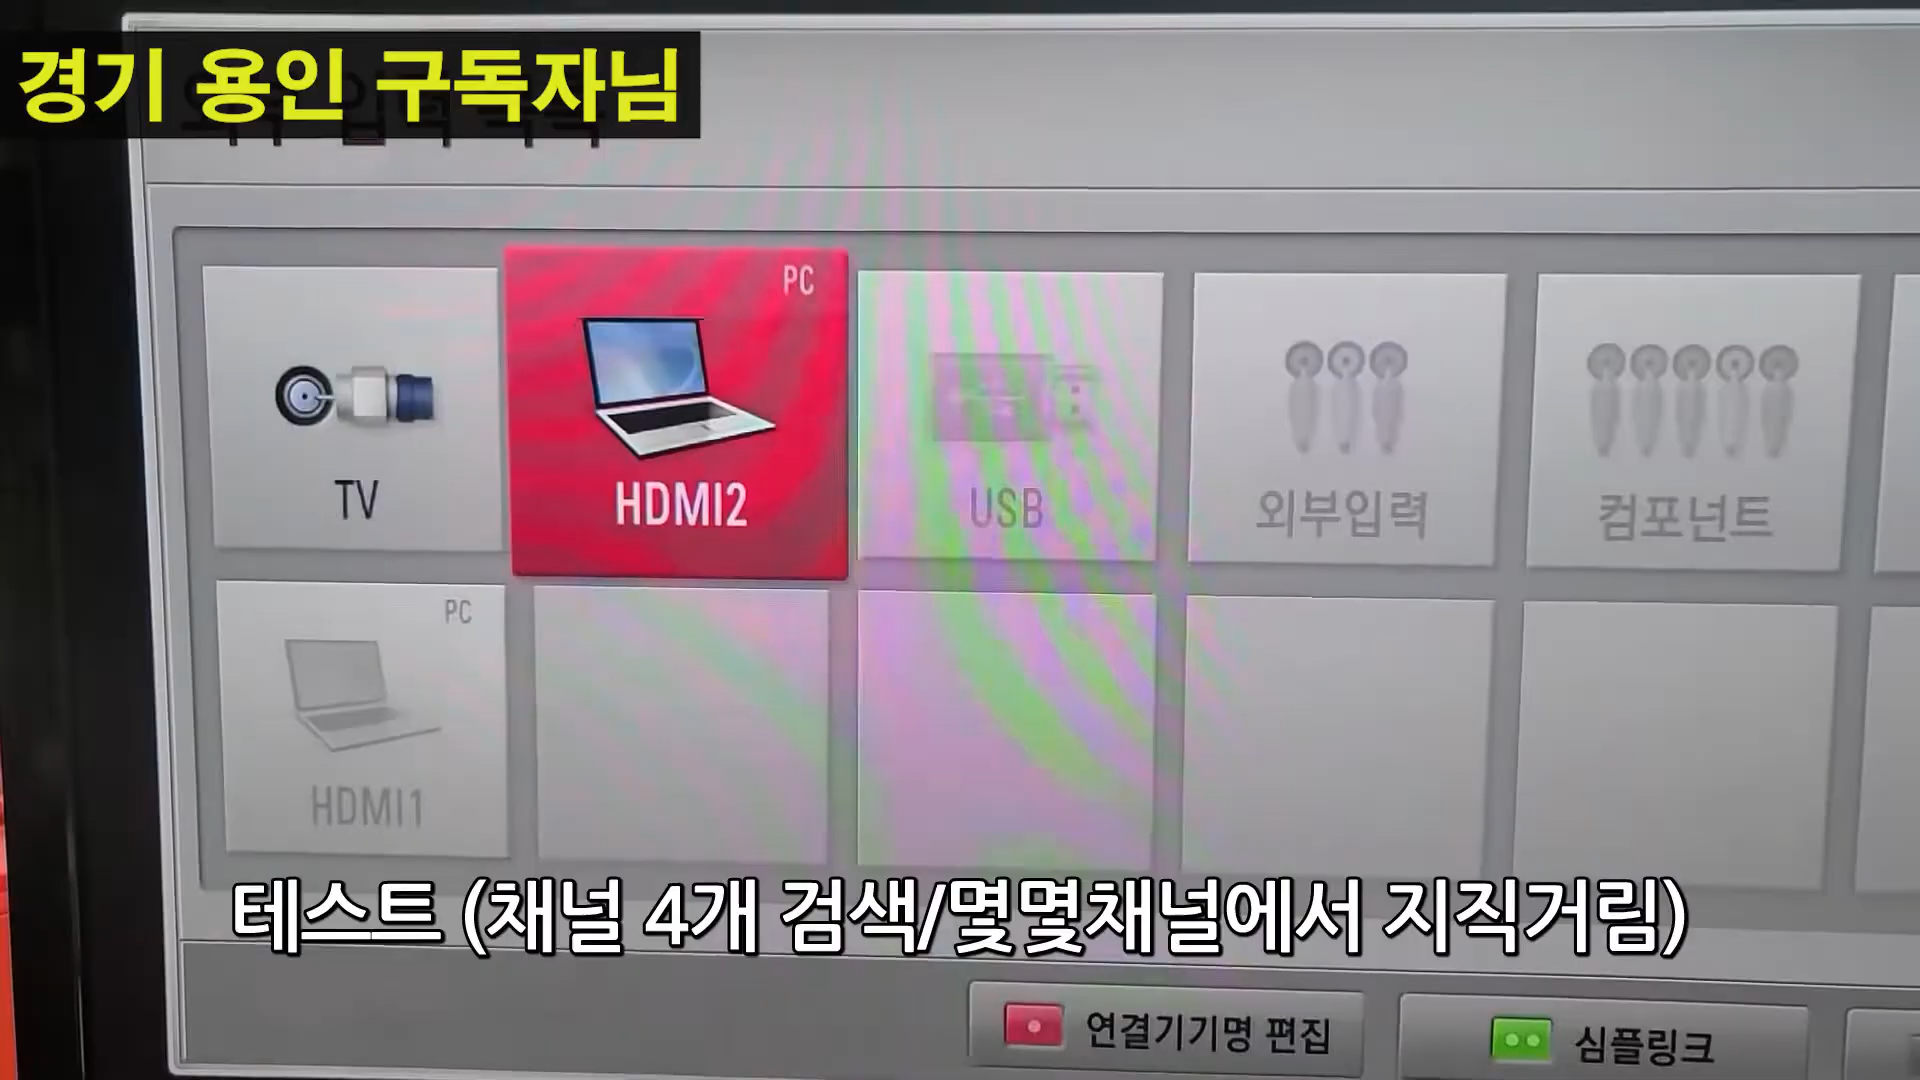 경기 용인 구독자님
PC
TV
HDMI2
USB
외부입력
컴포넌트
PC
HDMI1
테스트 (채널 4개 검색/몇몇채널에서 지직거림)
연결기기명 편집
심플링크